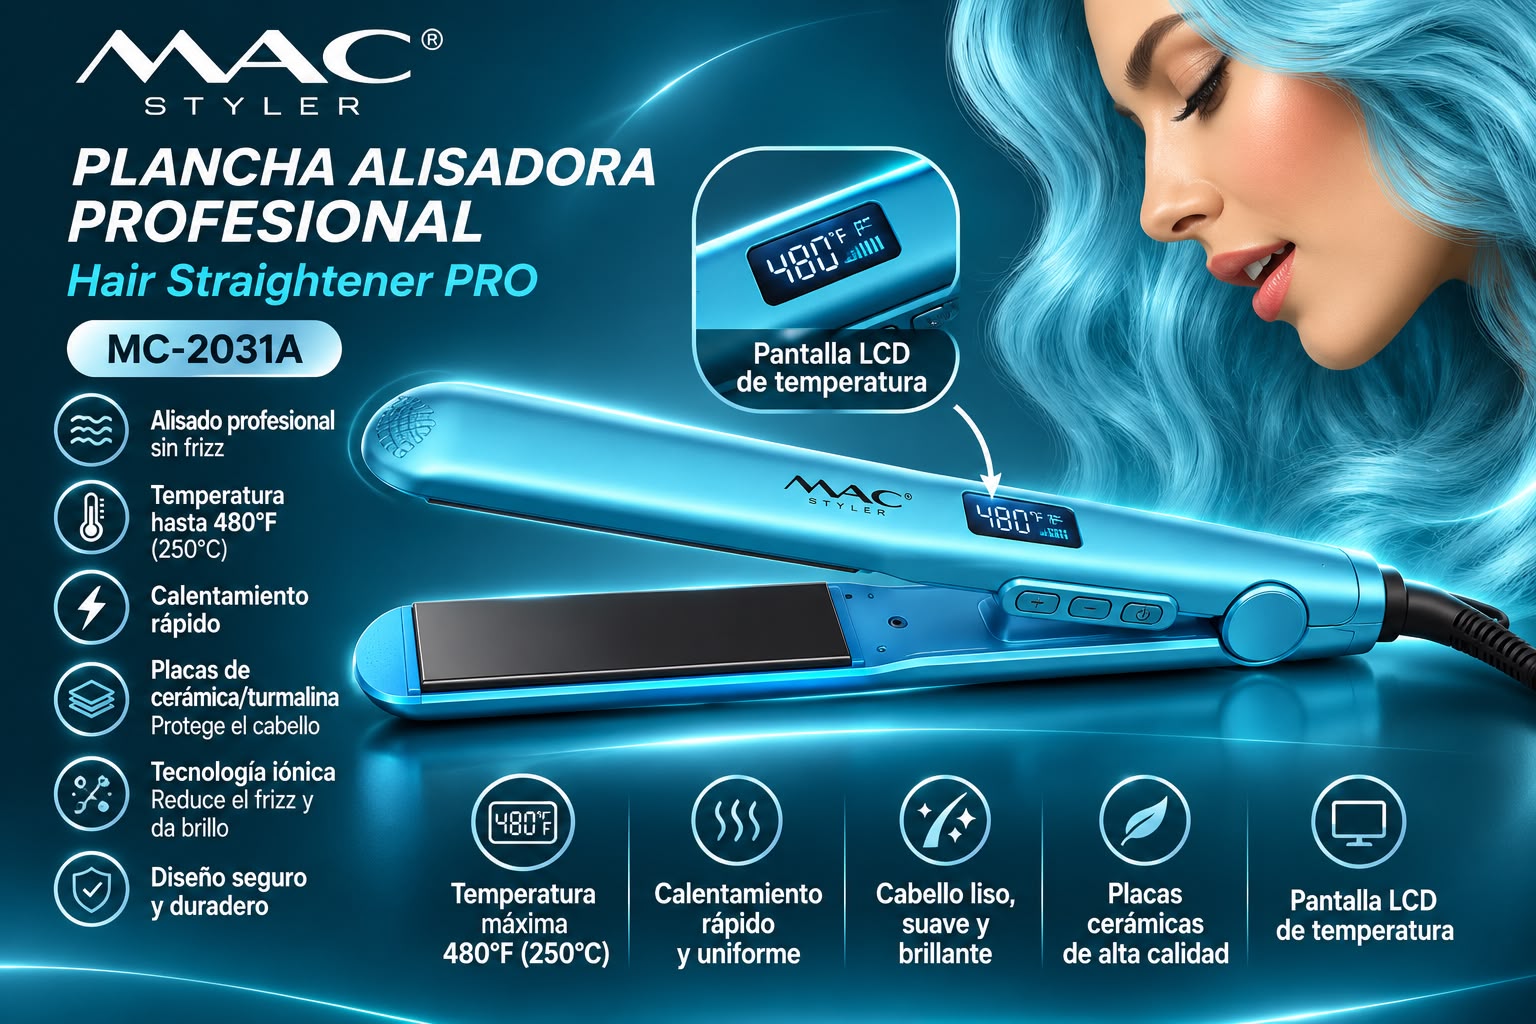 MAC®
STYLER
PLANCHA ALISADORA
PROFESIONAL
Hair Straightener PRO
MC-2031A
Alisado profesional
sin frizz
Temperatura
hasta 480°F
(250°C)
Calentamiento
rápido
Placas de
cerámica/turmalina
Protege el cabello
Tecnología iónica
Reduce el frizz y
da brillo
Diseño seguro
y duradero
480°F
Pantalla LCD
de temperatura
MAC®
STYLER
480°F
480°F
Temperatura
máxima
480°F (250°C)
Calentamiento
rápido
y uniforme
Cabello liso,
suave y
brillante
Placas
cerámicas
de alta calidad
Pantalla LCD
de temperatura